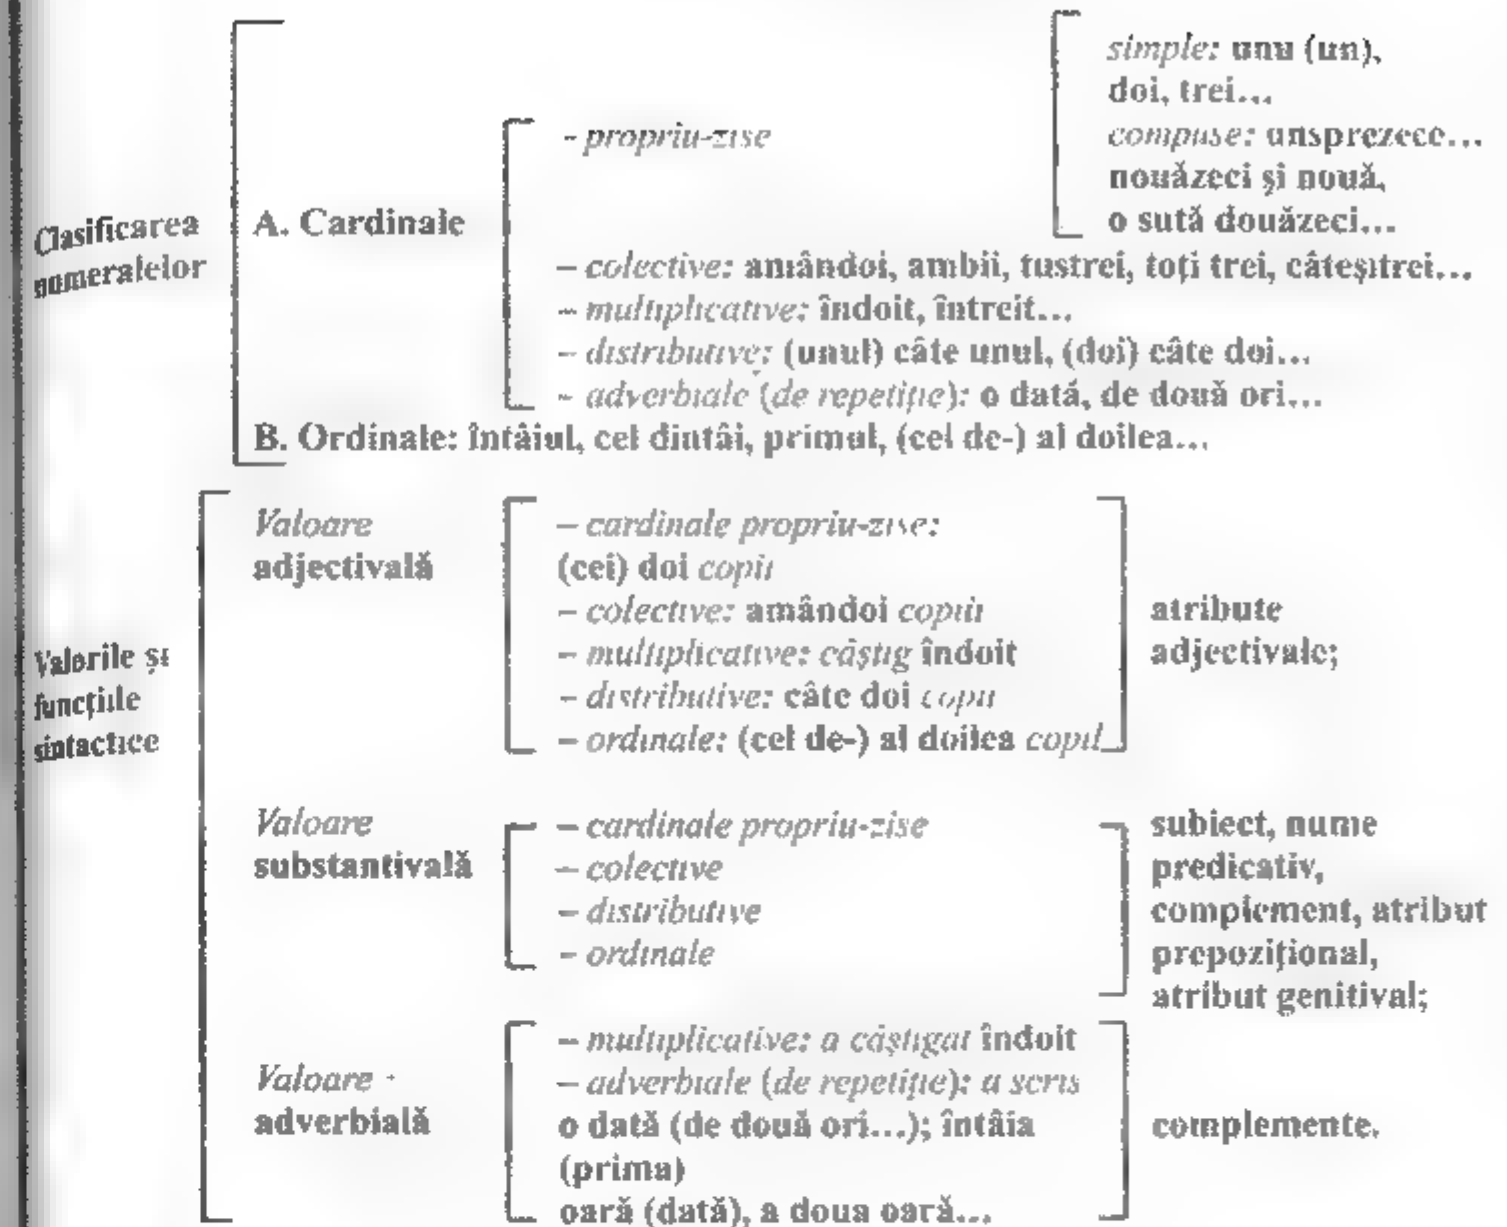 simple: unu (un),
doi, trei...
– propriu-zise
compuse: unsprezece...
nouăzeci și nouă,
o sută douăzeci...
Clasificarea
numeralelor
A. Cardinale
– colective: amândoi, ambii, tustrei, toți trei, câteșitrei...
– multiplicative: îndoit, întreit...
– distributive: (unul) câte unul, (doi) câte doi...
– adverbiale (de repetiție): o dată, de două ori...
B. Ordinale: întâiul, cel dintâi, primul, (cel de-) al doilea...
Valorile și
funcțiile
sintactice
Valoare
adjectivală
– cardinale propriu-zise:
(cei) doi copii
– colective: amândoi copiii
– multiplicative: câștig îndoit
– distributive: câte doi copii
– ordinale: (cel de-) al doilea copil
atribute
adjectivale;
Valoare
substantivală
– cardinale propriu-zise
– colective
– distributive
– ordinale
subiect, nume
predicativ,
complement, atribut
prepozițional,
atribut genitival;
Valoare
adverbială
– multiplicative: a câștigat îndoit
– adverbiale (de repetiție): a scris
o dată (de două ori...); întâia
(prima)
oară (dată), a doua oară...
complemente.